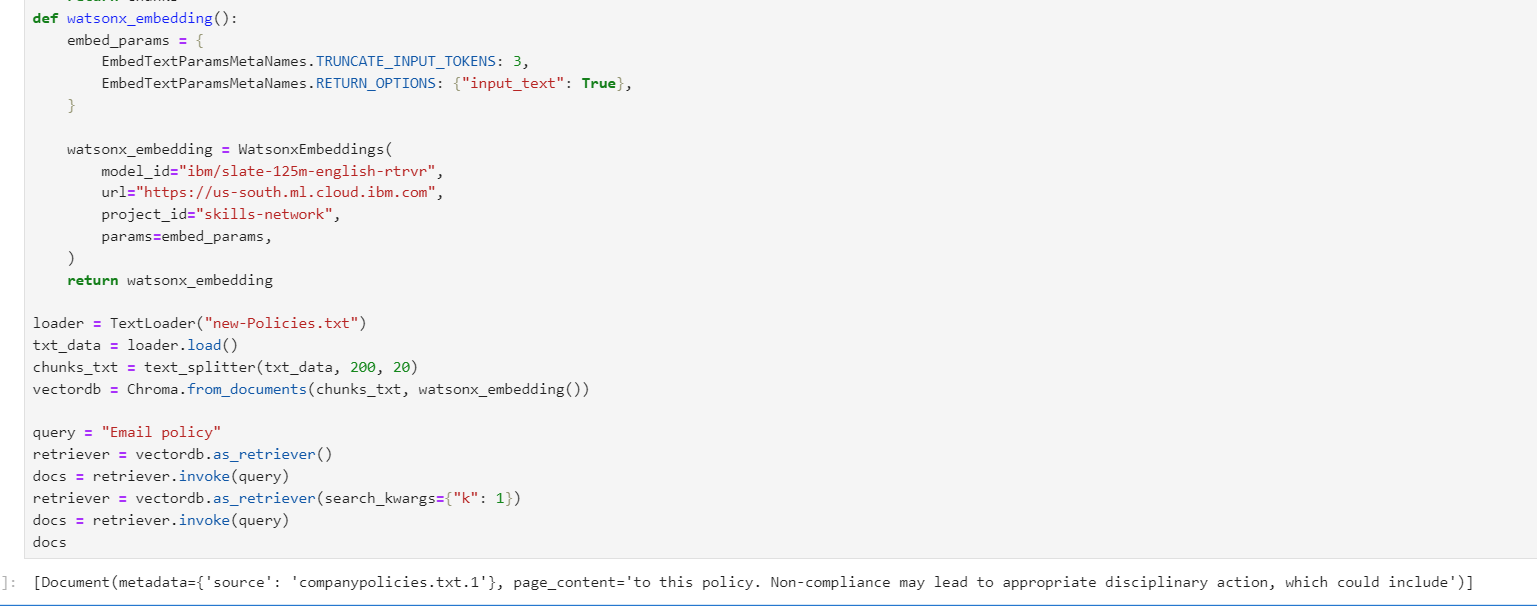 def watsonx_embedding():
    embed_params = {
        EmbedTextParamsMetaNames.TRUNCATE_INPUT_TOKENS: 3,
        EmbedTextParamsMetaNames.RETURN_OPTIONS: {"input_text": True},
    }
    watsonx_embedding = WatsonxEmbeddings(
        model_id="ibm/slate-125m-english-rtrvr",
        url="https://us-south.ml.cloud.ibm.com",
        project_id="skills-network",
        params=embed_params,
    )
    return watsonx_embedding
loader = TextLoader("new-Policies.txt")
txt_data = loader.load()
chunks_txt = text_splitter(txt_data, 200, 20)
vectordb = Chroma.from_documents(chunks_txt, watsonx_embedding())
query = "Email policy"
retriever = vectordb.as_retriever()
docs = retriever.invoke(query)
retriever = vectordb.as_retriever(search_kwargs={"k": 1})
docs = retriever.invoke(query)
docs
]: [Document(metadata={'source': 'companypolicies.txt.1'}, page_content='to this policy. Non-compliance may lead to appropriate disciplinary action, which could include')]